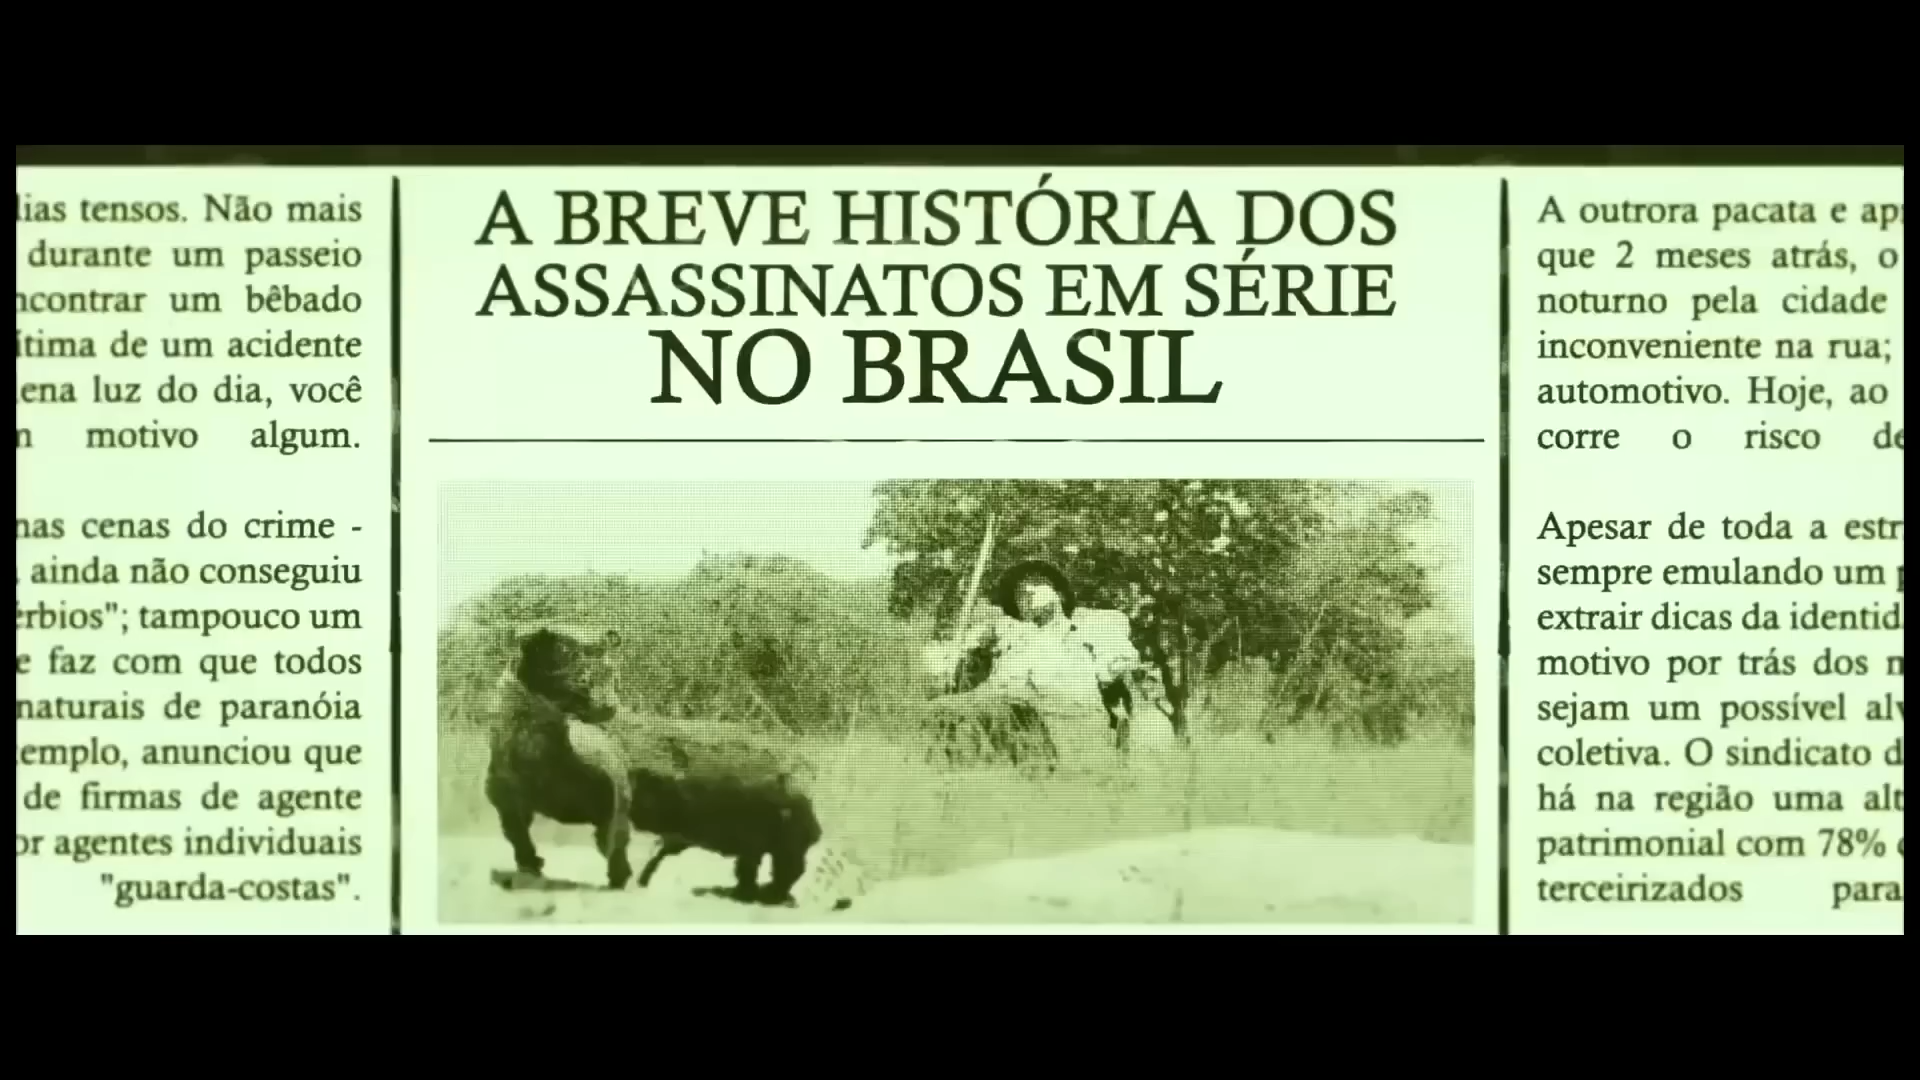 ias tensos. Não mais
durante um passeio
contrar um bêbado
tima de um acidente
ena luz do dia, você
motivo algum.
nas cenas do crime -
ainda não conseguiu
érbios"; tampouco um
e faz com que todos
naturais de paranóia
emplo, anunciou que
de firmas de agente
or agentes individuais
"guarda-costas".
A BREVE HISTÓRIA DOS
ASSASSINATOS EM SÉRIE
NO BRASIL
A outrora pacata e ap
que 2 meses atrás, o
noturno pela cidade
inconveniente na rua;
automotivo. Hoje, ao
corre o risco de
Apesar de toda a estr
sempre emulando um
extrair dicas da identid
motivo por trás dos
sejam um possível alv
coletiva. O sindicato d
há na região uma alt
patrimonial com 78%
terceirizados para